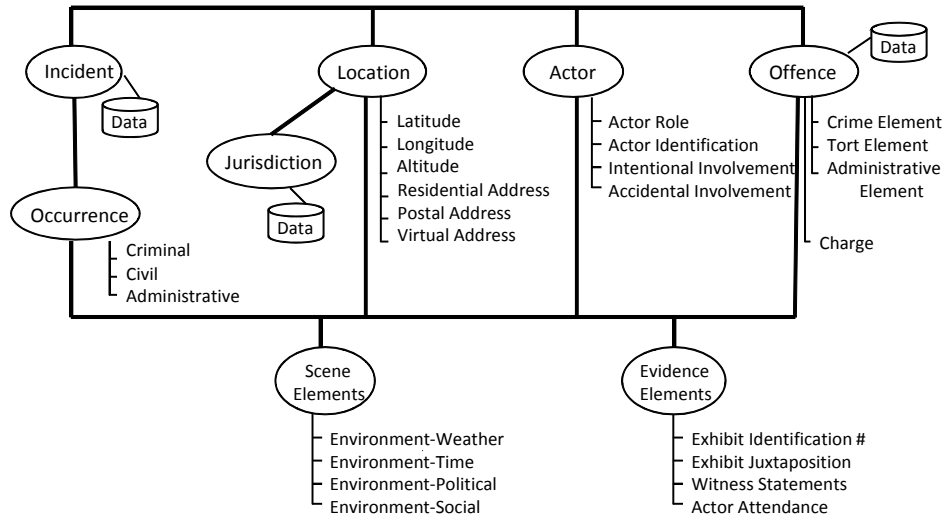 Incident
Data
Occurrence
Criminal
Civil
Administrative
Location
Jurisdiction
Data
Latitude
Longitude
Altitude
Residential Address
Postal Address
Virtual Address
Actor
Actor Role
Actor Identification
Intentional Involvement
Accidental Involvement
Offence
Data
Crime Element
Tort Element
Administrative
Element
Charge
Scene
Elements
Environment-Weather
Environment-Time
Environment-Political
Environment-Social
Evidence
Elements
Exhibit Identification #
Exhibit Juxtaposition
Witness Statements
Actor Attendance